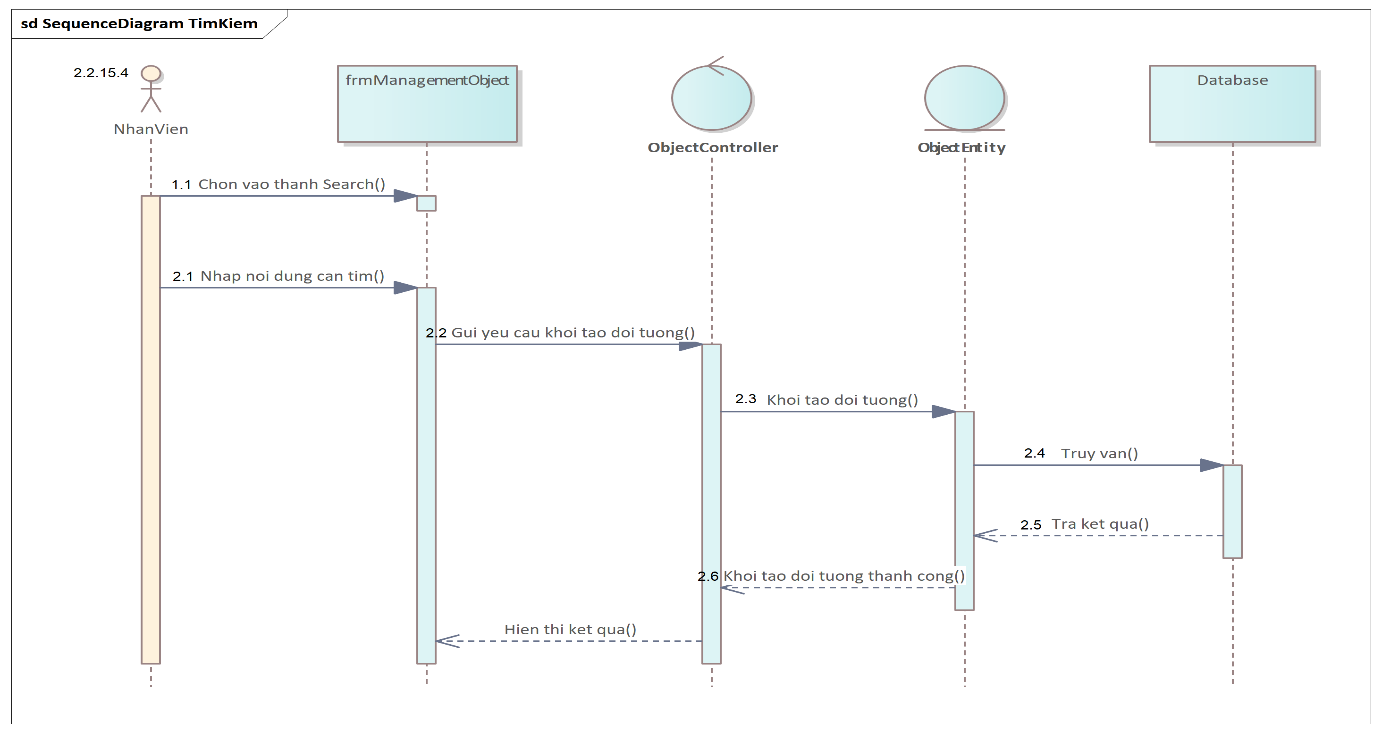 sd SequenceDiagram TimKiem
2.2.15.4
NhanVien
frmManagementObject
ObjectController
ObjectEntity
Database
1.1 Chon vao thanh Search()
2.1 Nhap noi dung can tim()
2.2 Gui yeu cau khoi tao doi tuong()
2.3 Khoi tao doi tuong()
2.4 Truy van()
2.5 Tra ket qua()
2.6 Khoi tao doi tuong thanh cong()
Hien thi ket qua()